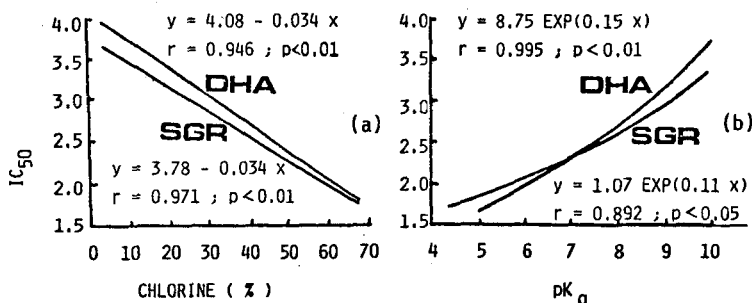 4.0
3.5
3.0
2.5
2.0
1.5
IC50
y = 4.08 - 0.034 x
r = 0.946 ; p<0.01
DHA
SGR
(a)
y = 3.78 - 0.034 x
r = 0.971 ; p<0.01
0 10 20 30 40 50 60 70
CHLORINE ( % )
4.0
3.5
3.0
2.5
2.0
1.5
y = 8.75 EXP(0.15 x)
r = 0.995 ; p<0.01
DHA
SGR
(b)
y = 1.07 EXP(0.11 x)
r = 0.892 ; p<0.05
4 5 6 7 8 9 10
pKa